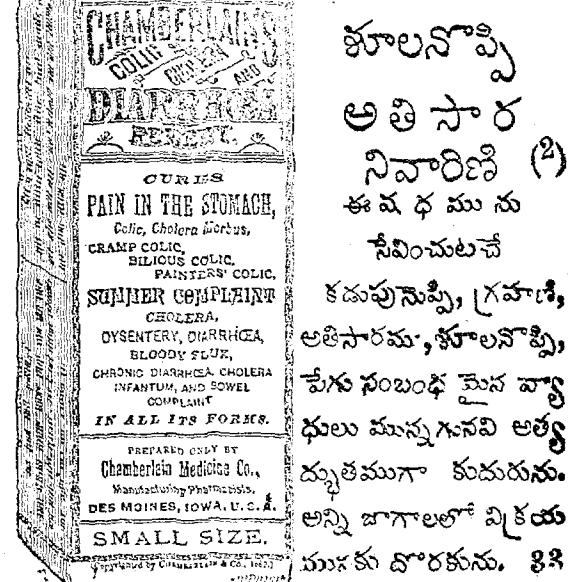 CHAMBERLAIN'S
COLIC
CHOLERA
AND
DIARRHOEA
REMEDY.
CURES
PAIN IN THE STOMACH,
Colic, Cholera Morbus,
CRAMP COLIC,
BILIOUS COLIC,
PAINTERS' COLIC,
SUMMER COMPLAINT
CHOLERA,
DYSENTERY, DIARRHŒA,
BLOODY FLUX,
CHRONIC DIARRHŒA, CHOLERA
INFANTUM, AND BOWEL
COMPLAINT
IN ALL ITS FORMS.
PREPARED ONLY BY
Chamberlain Medicine Co.,
Manufacturing Pharmacists,
DES MOINES, IOWA, U.S.A.
SMALL SIZE.
శూలనొప్పి
అతిసార
నివారిణి (2)
ఈ ఔషధమును
సేవించుటచే
కడుపునొప్పి, గ్రహణి,
అతిసారము, శూలనొప్పి,
పేగు సంబంధ మైన వ్యా
ధులు మున్నగునవి అత్య
ద్భుతముగా కుదురును.
అన్ని జాగాలలో విక్రయ
మునకు దొరకును. 33